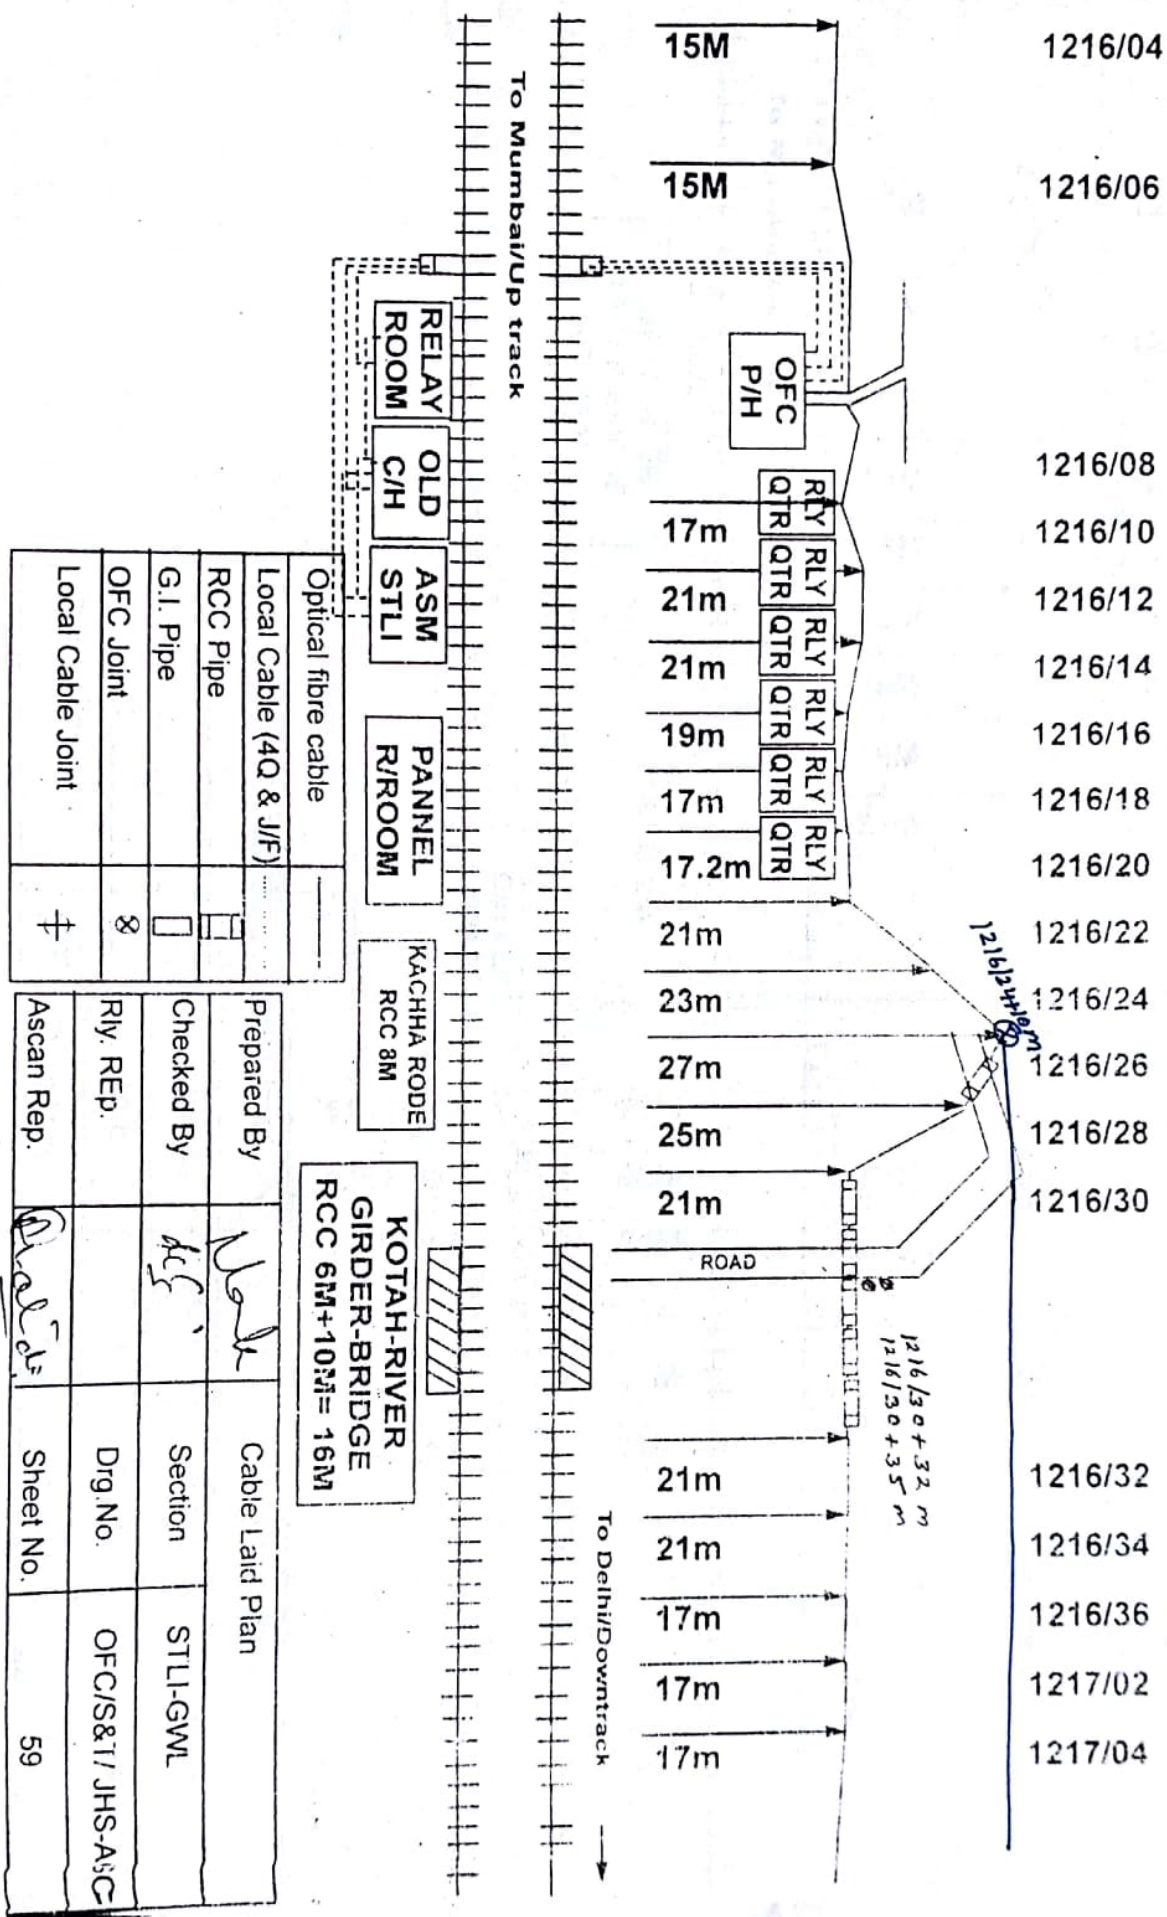 15M 1216/04
15M 1216/06
To Mumbai/Up track
RELAY
ROOM
OLD
C/H
ASM
STLI
PANNEL
R/ROOM
KACHHA RODE
RCC 8M
KOTAH-RIVER
GIRDER-BRIDGE
RCC 6M+10M= 16M
OFC
P/H
1216/08
RLY
QTR
17m 1216/10
RLY
QTR
21m 1216/12
RLY
QTR
21m 1216/14
RLY
QTR
19m 1216/16
RLY
QTR
17m 1216/18
RLY
QTR
17.2m 1216/20
21m 1216/22
23m 1216/24
1216/24+10m
27m 1216/26
25m 1216/28
21m 1216/30
ROAD
1216/30+32 m
1216/30+35 m
21m 1216/32
21m 1216/34
17m 1216/36
17m 1217/02
17m 1217/04
To Delhi/Downtrack
Optical fibre cable
Local Cable (4Q & J/F)
RCC Pipe
G.I. Pipe
OFC Joint
Local Cable Joint
Prepared By
Cable Laid Plan
Checked By
Section STLI-GWL
Rly. REp.
Drg.No. OFC/S&T/ JHS-ASC
Ascan Rep.
Sheet No. 59